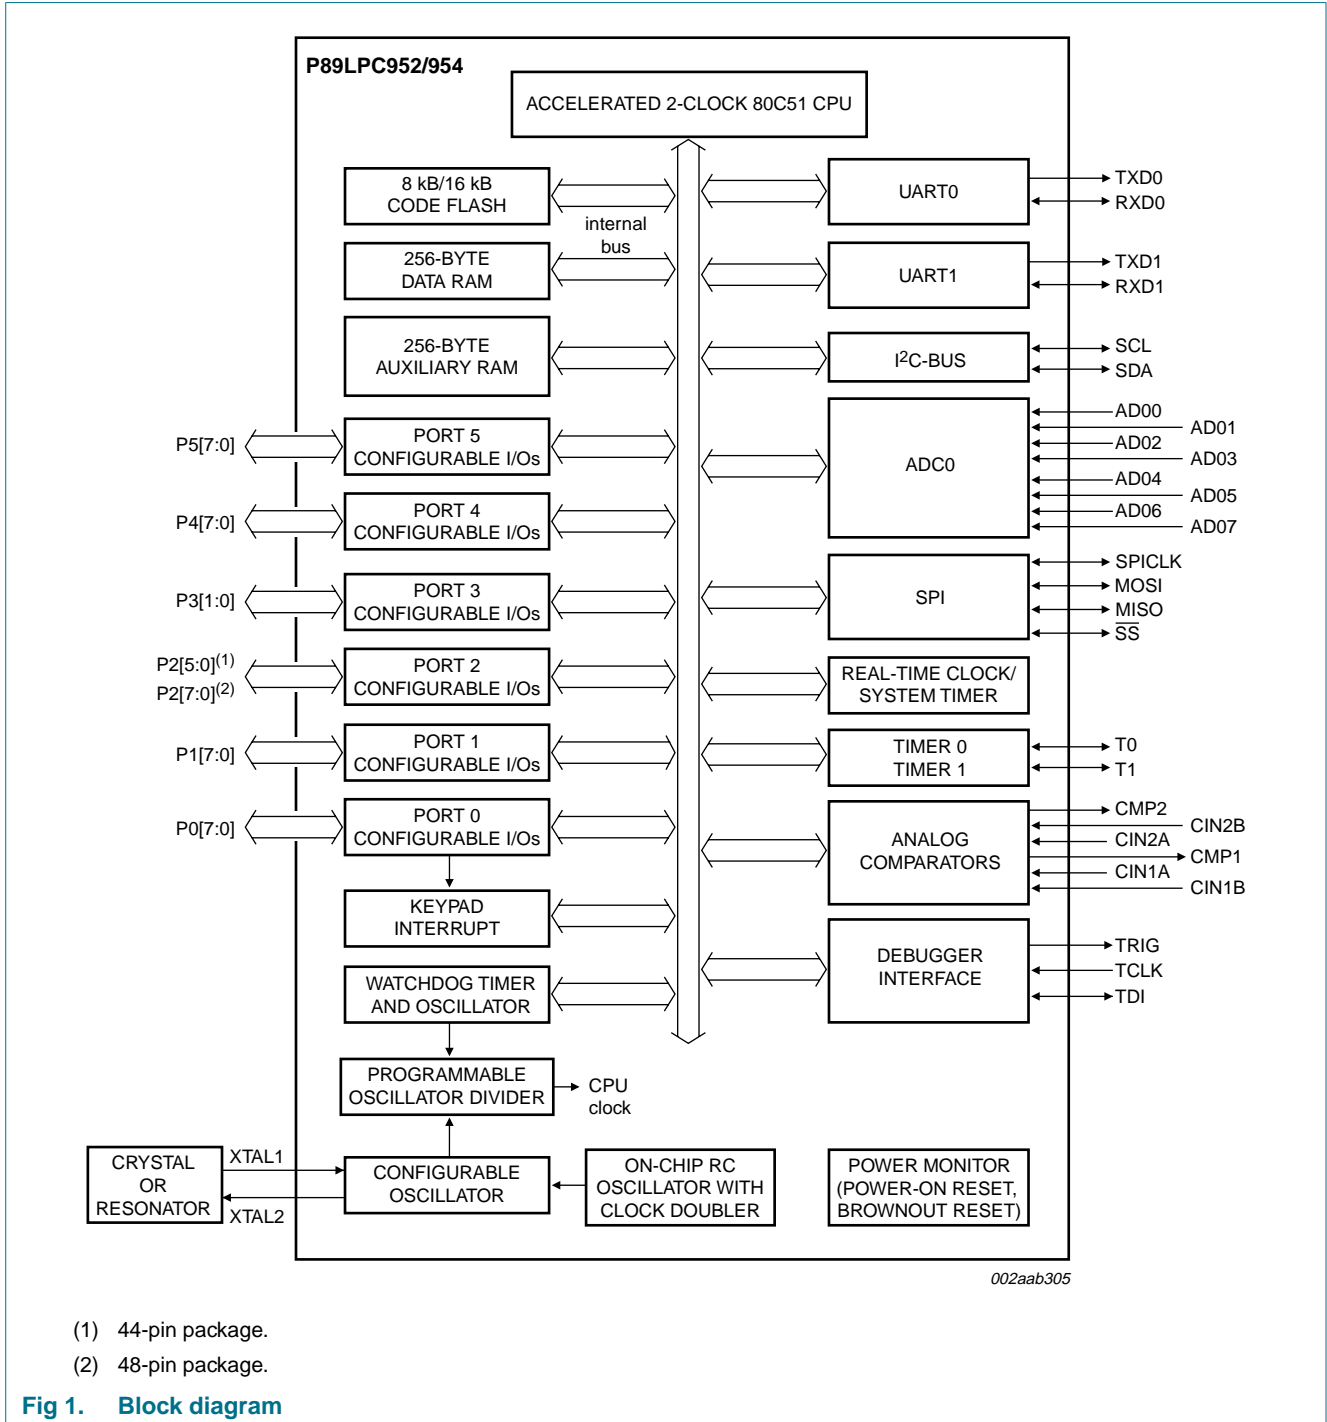 P89LPC952/954
ACCELERATED 2-CLOCK 80C51 CPU
8 kB/16 kB
CODE FLASH
internal
bus
256-BYTE
DATA RAM
256-BYTE
AUXILIARY RAM
P5[7:0]
PORT 5
CONFIGURABLE I/Os
P4[7:0]
PORT 4
CONFIGURABLE I/Os
P3[1:0]
PORT 3
CONFIGURABLE I/Os
P2[5:0](1)
P2[7:0](2)
PORT 2
CONFIGURABLE I/Os
P1[7:0]
PORT 1
CONFIGURABLE I/Os
P0[7:0]
PORT 0
CONFIGURABLE I/Os
KEYPAD
INTERRUPT
WATCHDOG TIMER
AND OSCILLATOR
PROGRAMMABLE
OSCILLATOR DIVIDER
CPU
clock
CRYSTAL
OR
RESONATOR
XTAL1
XTAL2
CONFIGURABLE
OSCILLATOR
ON-CHIP RC
OSCILLATOR WITH
CLOCK DOUBLER
UART0
TXD0
RXD0
UART1
TXD1
RXD1
I2C-BUS
SCL
SDA
ADC0
AD00
AD01
AD02
AD03
AD04
AD05
AD06
AD07
SPI
SPICLK
MOSI
MISO
SS
REAL-TIME CLOCK/
SYSTEM TIMER
TIMER 0
TIMER 1
T0
T1
ANALOG
COMPARATORS
CMP2
CIN2B
CIN2A
CMP1
CIN1A
CIN1B
DEBUGGER
INTERFACE
TRIG
TCLK
TDI
POWER MONITOR
(POWER-ON RESET,
BROWNOUT RESET)
002aab305
(1) 44-pin package.
(2) 48-pin package.
Fig 1. Block diagram